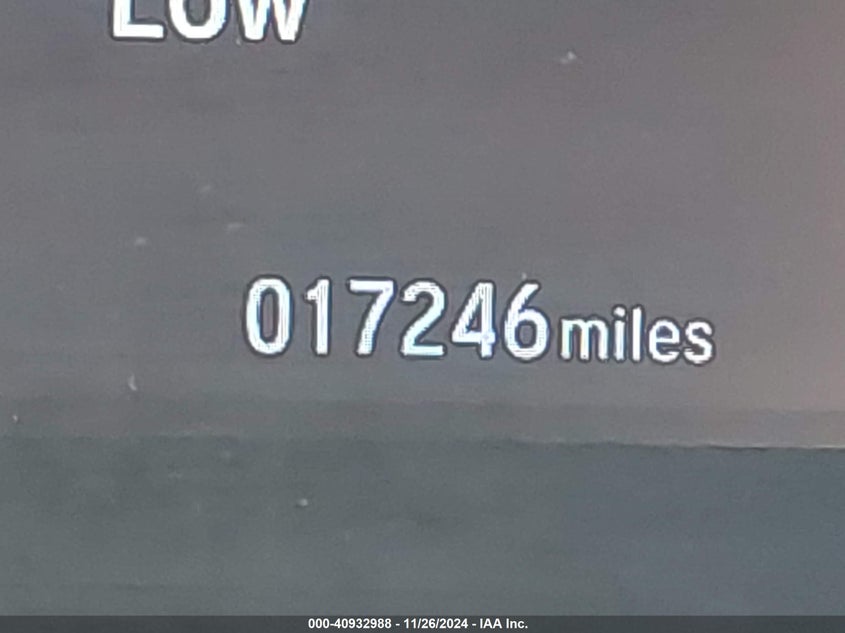 LOW
017246miles
000-40932988 - 11/26/2024 - IAA Inc.